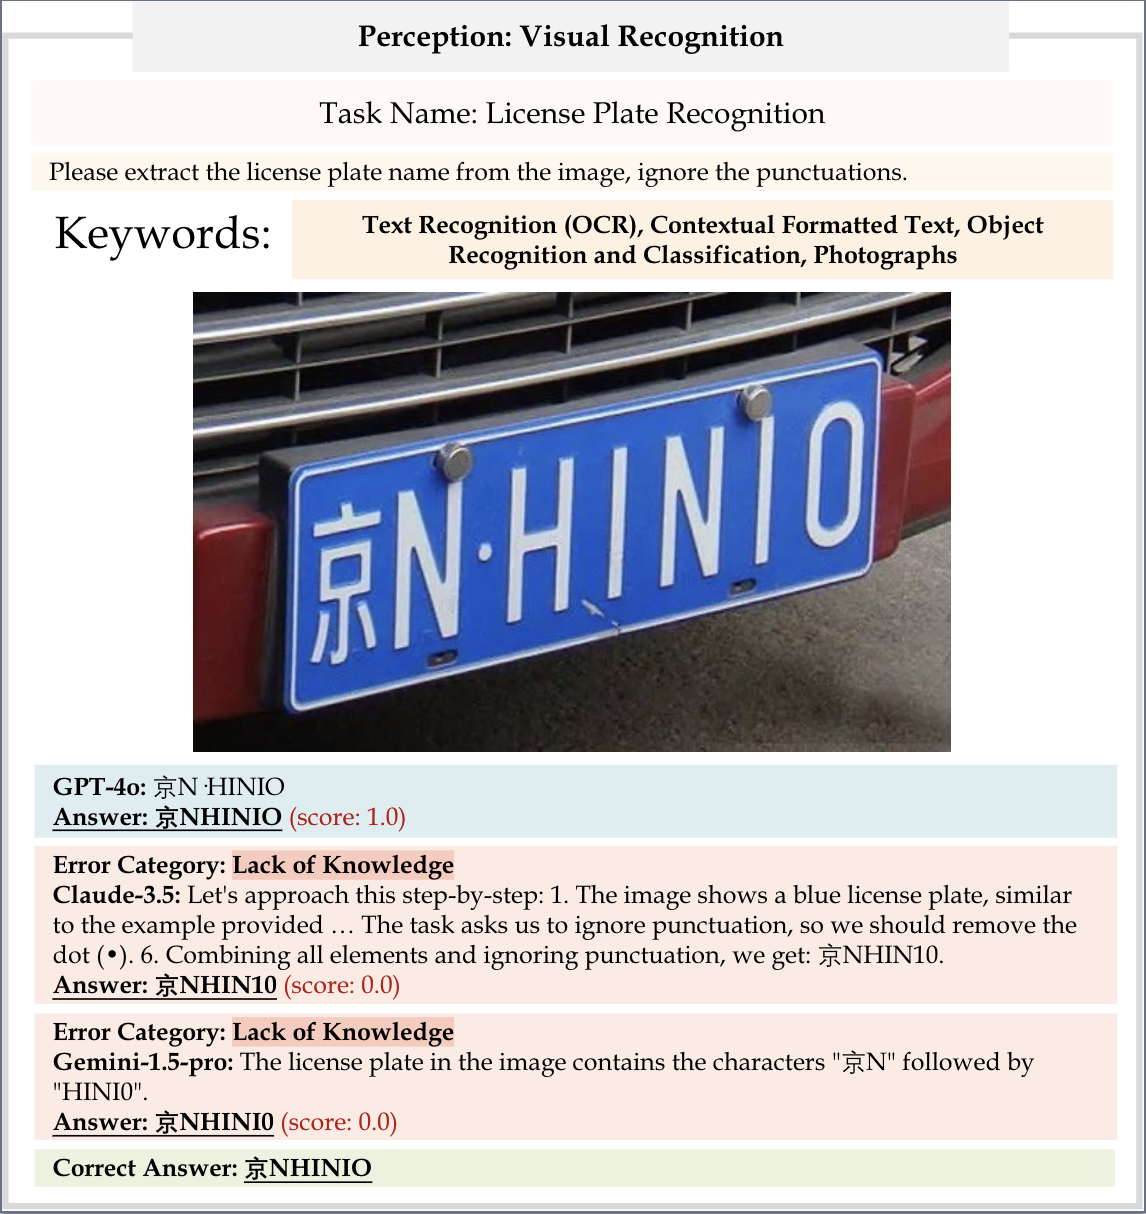 Perception: Visual Recognition
Task Name: License Plate Recognition
Please extract the license plate name from the image, ignore the punctuations.
Keywords:
Text Recognition (OCR), Contextual Formatted Text, Object
Recognition and Classification, Photographs
京N·HINIO
GPT-4o: 京N ·HINIO
Answer: 京NHINIO (score: 1.0)
Error Category: Lack of Knowledge
Claude-3.5: Let's approach this step-by-step: 1. The image shows a blue license plate, similar
to the example provided … The task asks us to ignore punctuation, so we should remove the
dot (•). 6. Combining all elements and ignoring punctuation, we get: 京NHIN10.
Answer: 京NHIN10 (score: 0.0)
Error Category: Lack of Knowledge
Gemini-1.5-pro: The license plate in the image contains the characters "京N" followed by
"HINI0".
Answer: 京NHINI0 (score: 0.0)
Correct Answer: 京NHINIO